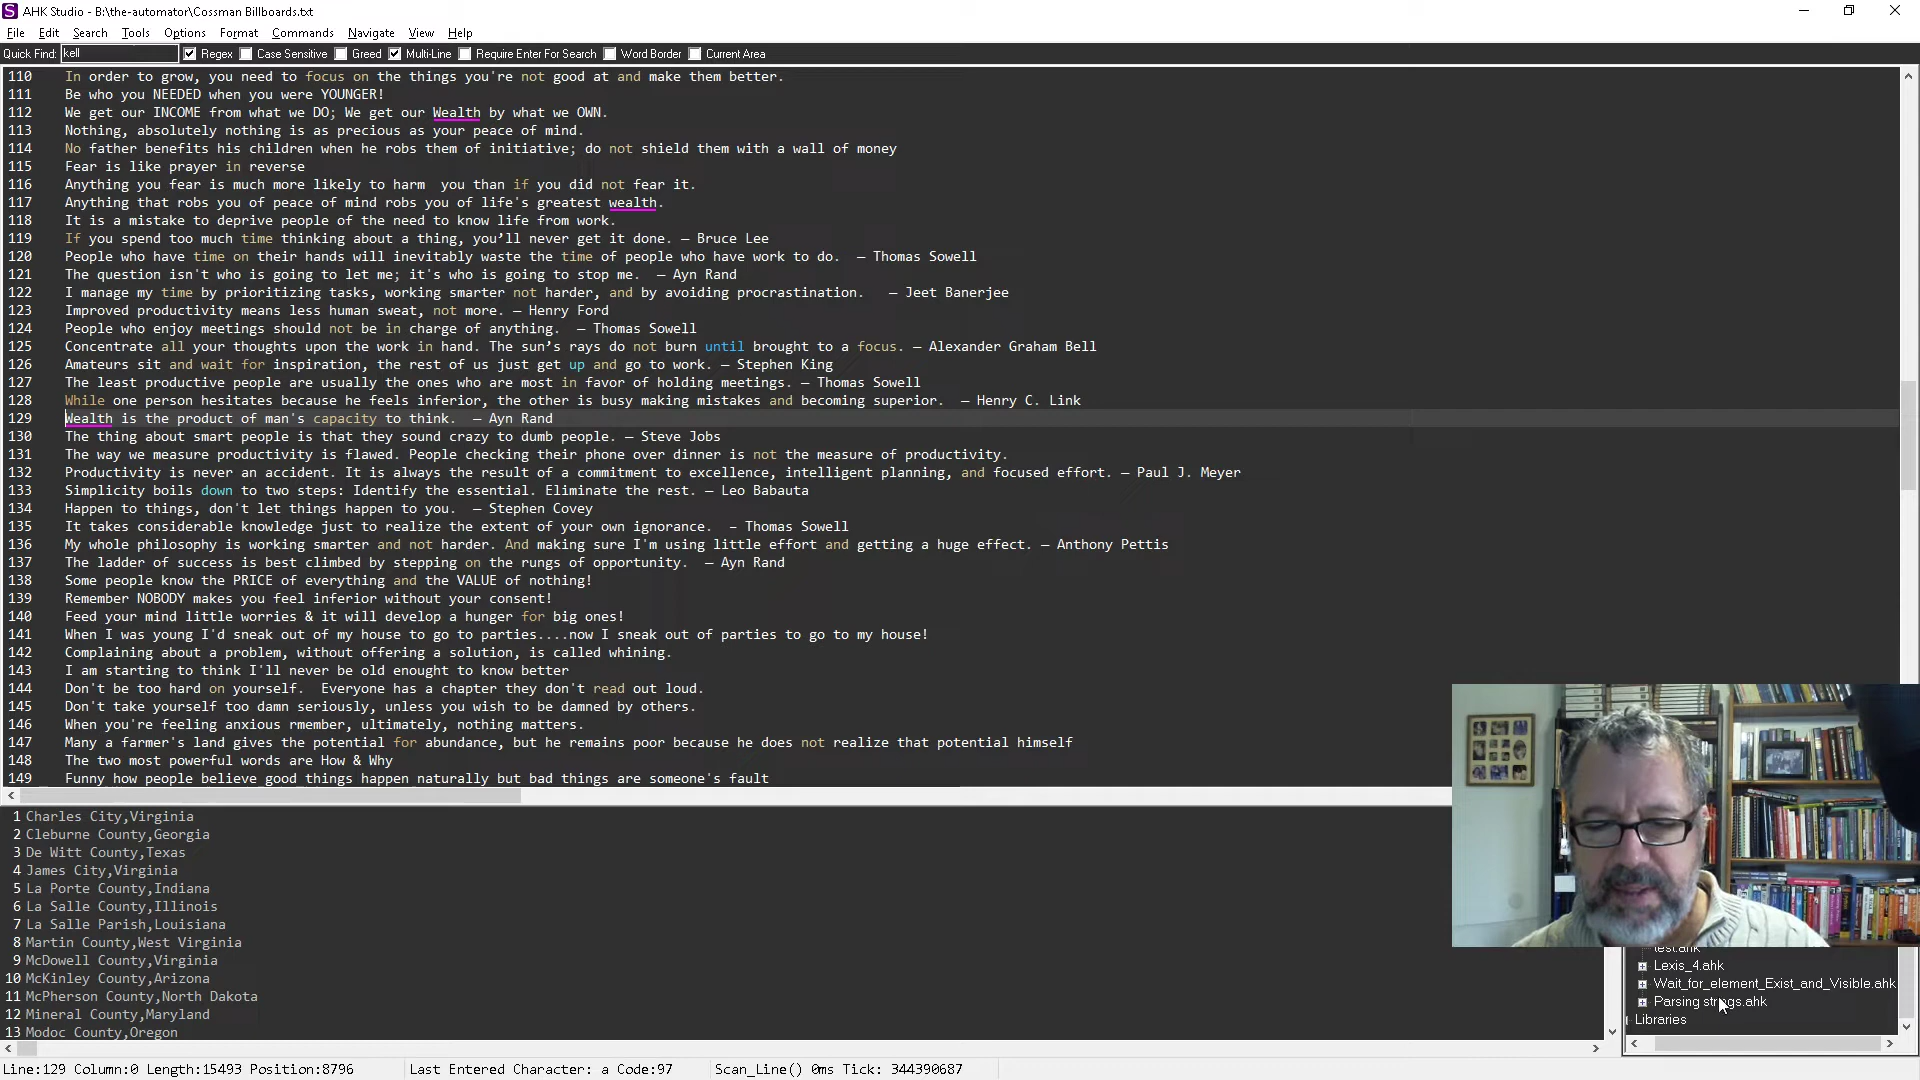 AHK Studio - B:\the-automator\Cossman Billboards.txt
File Edit Search Tools Options Format Commands Navigate View Help
Quick Find: kell Regex Case Sensitive Greed Multi-Line Require Enter For Search Word Border Current Area
110 In order to grow, you need to focus on the things you're not good at and make them better.
111 Be who you NEEDED when you were YOUNGER!
112 We get our INCOME from what we DO; We get our Wealth by what we OWN.
113 Nothing, absolutely nothing is as precious as your peace of mind.
114 No father benefits his children when he robs them of initiative; do not shield them with a wall of money
115 Fear is like prayer in reverse
116 Anything you fear is much more likely to harm  you than if you did not fear it.
117 Anything that robs you of peace of mind robs you of life's greatest wealth.
118 It is a mistake to deprive people of the need to know life from work.
119 If you spend too much time thinking about a thing, you’ll never get it done. – Bruce Lee
120 People who have time on their hands will inevitably waste the time of people who have work to do.  – Thomas Sowell
121 The question isn't who is going to let me; it's who is going to stop me.  – Ayn Rand
122 I manage my time by prioritizing tasks, working smarter not harder, and by avoiding procrastination.   – Jeet Banerjee
123 Improved productivity means less human sweat, not more. – Henry Ford
124 People who enjoy meetings should not be in charge of anything.  – Thomas Sowell
125 Concentrate all your thoughts upon the work in hand. The sun’s rays do not burn until brought to a focus. – Alexander Graham Bell
126 Amateurs sit and wait for inspiration, the rest of us just get up and go to work. – Stephen King
127 The least productive people are usually the ones who are most in favor of holding meetings. – Thomas Sowell
128 While one person hesitates because he feels inferior, the other is busy making mistakes and becoming superior.  – Henry C. Link
129 Wealth is the product of man's capacity to think.  – Ayn Rand
130 The thing about smart people is that they sound crazy to dumb people. – Steve Jobs
131 The way we measure productivity is flawed. People checking their phone over dinner is not the measure of productivity.
132 Productivity is never an accident. It is always the result of a commitment to excellence, intelligent planning, and focused effort. – Paul J. Meyer
133 Simplicity boils down to two steps: Identify the essential. Eliminate the rest. – Leo Babauta
134 Happen to things, don't let things happen to you.  – Stephen Covey
135 It takes considerable knowledge just to realize the extent of your own ignorance.  – Thomas Sowell
136 My whole philosophy is working smarter and not harder. And making sure I'm using little effort and getting a huge effect. – Anthony Pettis
137 The ladder of success is best climbed by stepping on the rungs of opportunity.  – Ayn Rand
138 Some people know the PRICE of everything and the VALUE of nothing!
139 Remember NOBODY makes you feel inferior without your consent!
140 Feed your mind little worries & it will develop a hunger for big ones!
141 When I was young I'd sneak out of my house to go to parties....now I sneak out of parties to go to my house!
142 Complaining about a problem, without offering a solution, is called whining.
143 I am starting to think I'll never be old enought to know better
144 Don't be too hard on yourself.  Everyone has a chapter they don't read out loud.
145 Don't take yourself too damn seriously, unless you wish to be damned by others.
146 When you're feeling anxious rmember, ultimately, nothing matters.
147 Many a farmer's land gives the potential for abundance, but he remains poor because he does not realize that potential himself
148 The two most powerful words are How & Why
149 Funny how people believe good things happen naturally but bad things are someone's fault
1 Charles City,Virginia
2 Cleburne County,Georgia
3 De Witt County,Texas
4 James City,Virginia
5 La Porte County,Indiana
6 La Salle County,Illinois
7 La Salle Parish,Louisiana
8 Martin County,West Virginia
9 McDowell County,Virginia
10 McKinley County,Arizona
11 McPherson County,North Dakota
12 Mineral County,Maryland
13 Modoc County,Oregon
test.ahk
Lexis_4.ahk
Wait_for_element_Exist_and_Visible.ahk
Parsing strings.ahk
Libraries
Line:129 Column:0 Length:15493 Position:8796 Last Entered Character: a Code:97 Scan_Line() 0ms Tick: 344390687